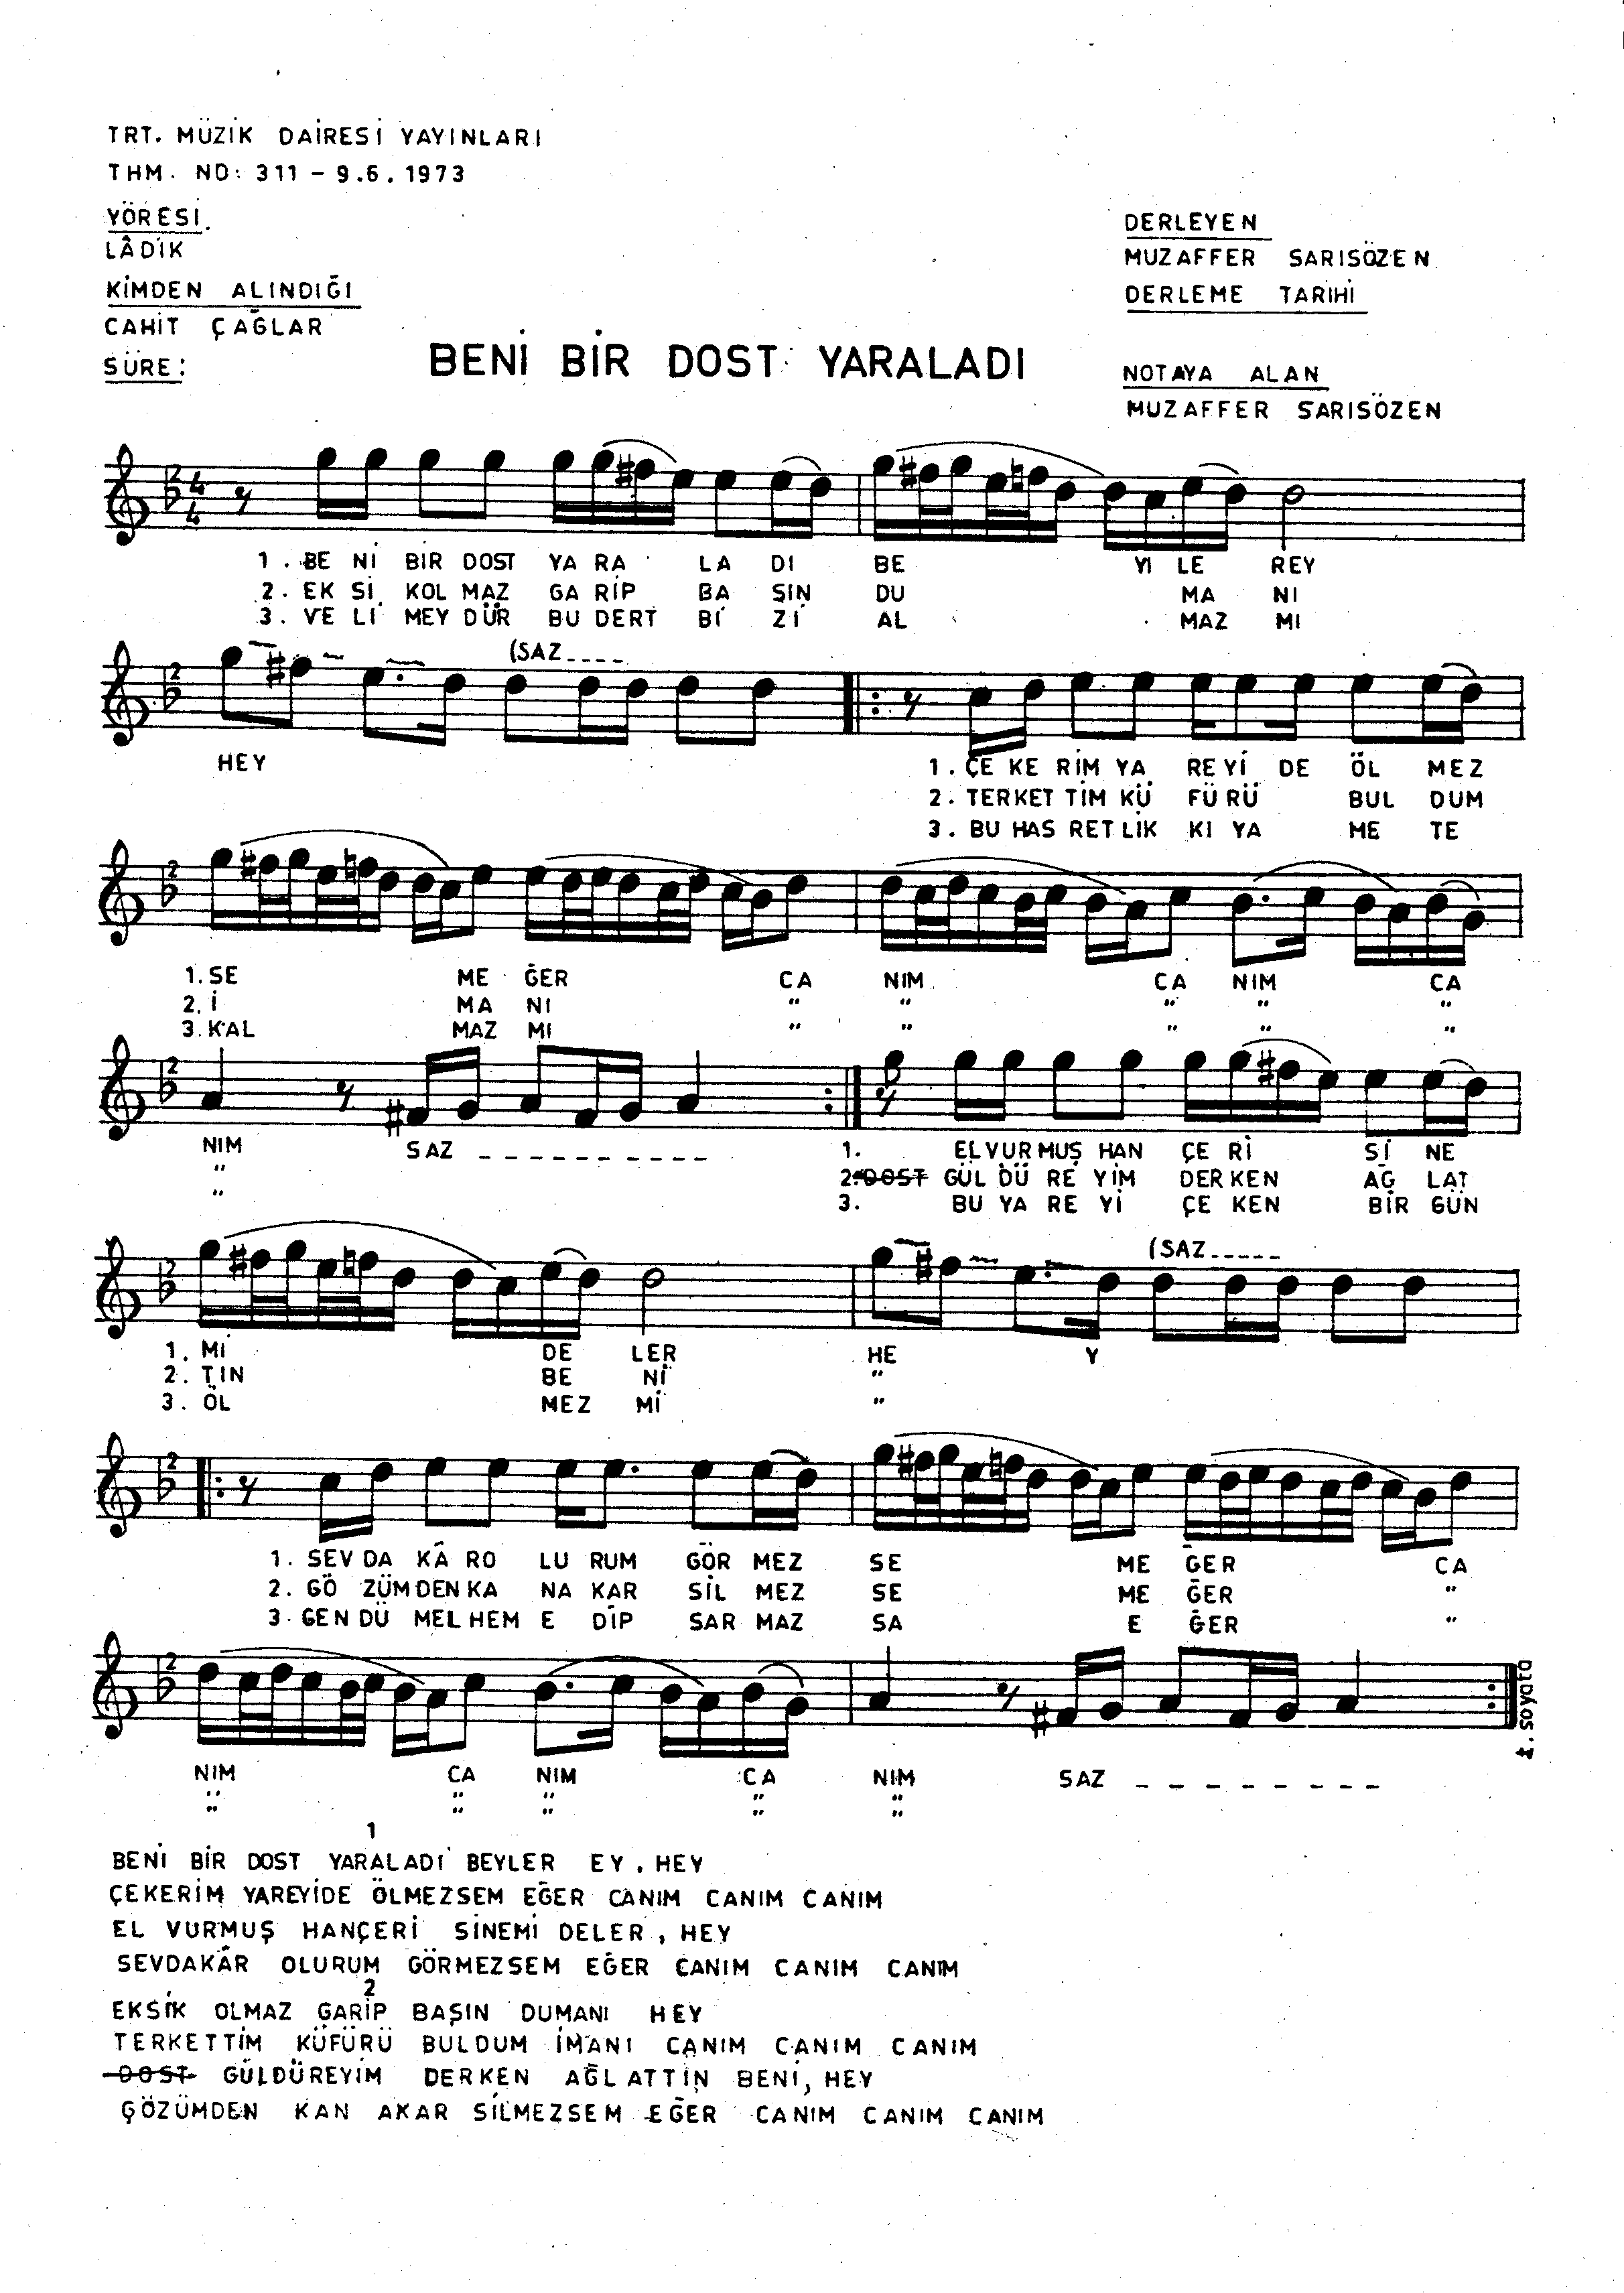 TRT. MÜZİK DAİRESİ YAYINLARI
THM. NO: 311 – 9.6.1973
YÖRESİ
LÂDİK
KİMDEN ALINDIĞI
CAHİT ÇAĞLAR
SÜRE:
DERLEYEN
MUZAFFER SARISÖZEN
DERLEME TARİHİ
NOTAYA ALAN
MUZAFFER SARISÖZEN
BENİ BİR DOST YARALADI
2 4
4
1. BE Nİ BİR DOST YA RA LA DI BE Yİ LE REY
2. EK Sİ KOL MAZ GA RİP BA ŞIN DU MA NI
3. VE Lİ MEY DÜR BU DERT Bİ Zİ AL MAZ MI
2
(SAZ----
HEY
1. ÇE KE RİM YA RE Yİ DE ÖL MEZ
2. TERKET TİM KÜ FÜ RÜ BUL DUM
3. BU HAS RET LİK KI YA ME TE
2
1. SE ME ĞER CA NIM CA NIM CA
2. İ MA NI " " " " "
3. KAL MAZ MI " " " " "
2
NIM SAZ ---------- 1. EL VUR MUŞ HAN ÇE Rİ Sİ NE
" 2. DOST GÜL DÜ RE YİM DER KEN AĞ LAT
" 3. BU YA RE Yİ ÇE KEN BİR GÜN
2
(SAZ-----
1. Mİ DE LER HE Y
2. TIN BE Nİ "
3. ÖL MEZ Mİ "
2
1. SEV DA KÂ RO LU RUM GÖR MEZ SE ME ĞER CA
2. GÖ ZÜM DEN KA NA KAR SİL MEZ SE ME ĞER "
3. GEN DÜ MEL HEM E DİP SAR MAZ SA E ĞER "
2
t. soyata
NIM CA NIM CA NIM SAZ --------
" " " " "
" " " " "
1
BENİ BİR DOST YARALADI BEYLER EY, HEY
ÇEKERİM YAREYİDE ÖLMEZSEM EĞER CANIM CANIM CANIM
EL VURMUŞ HANÇERİ SİNEMİ DELER, HEY
SEVDAKÂR OLURUM GÖRMEZSEM EĞER CANIM CANIM CANIM
2
EKSİK OLMAZ GARİP BAŞIN DUMANI HEY
TERKETTİM KÜFÜRÜ BULDUM İMANI CANIM CANIM CANIM
DOST GÜLDÜREYİM DERKEN AĞLATTİN BENİ, HEY
GÖZÜMDEN KAN AKAR SİLMEZSEM EĞER CANIM CANIM CANIM